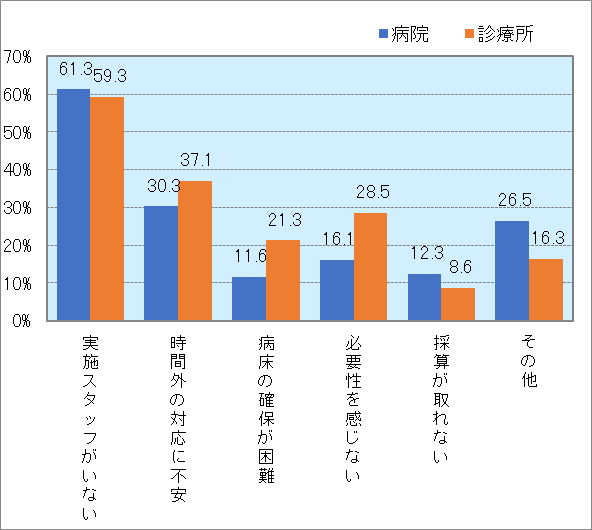 病院 診療所
70%
60%
50%
40%
30%
20%
10%
0%
61.3 59.3
30.3 37.1
11.6 21.3
16.1 28.5
12.3 8.6
26.5 16.3
実施スタッフがいない
時間外の対応に不安
病床の確保が困難
必要性を感じない
採算が取れない
その他